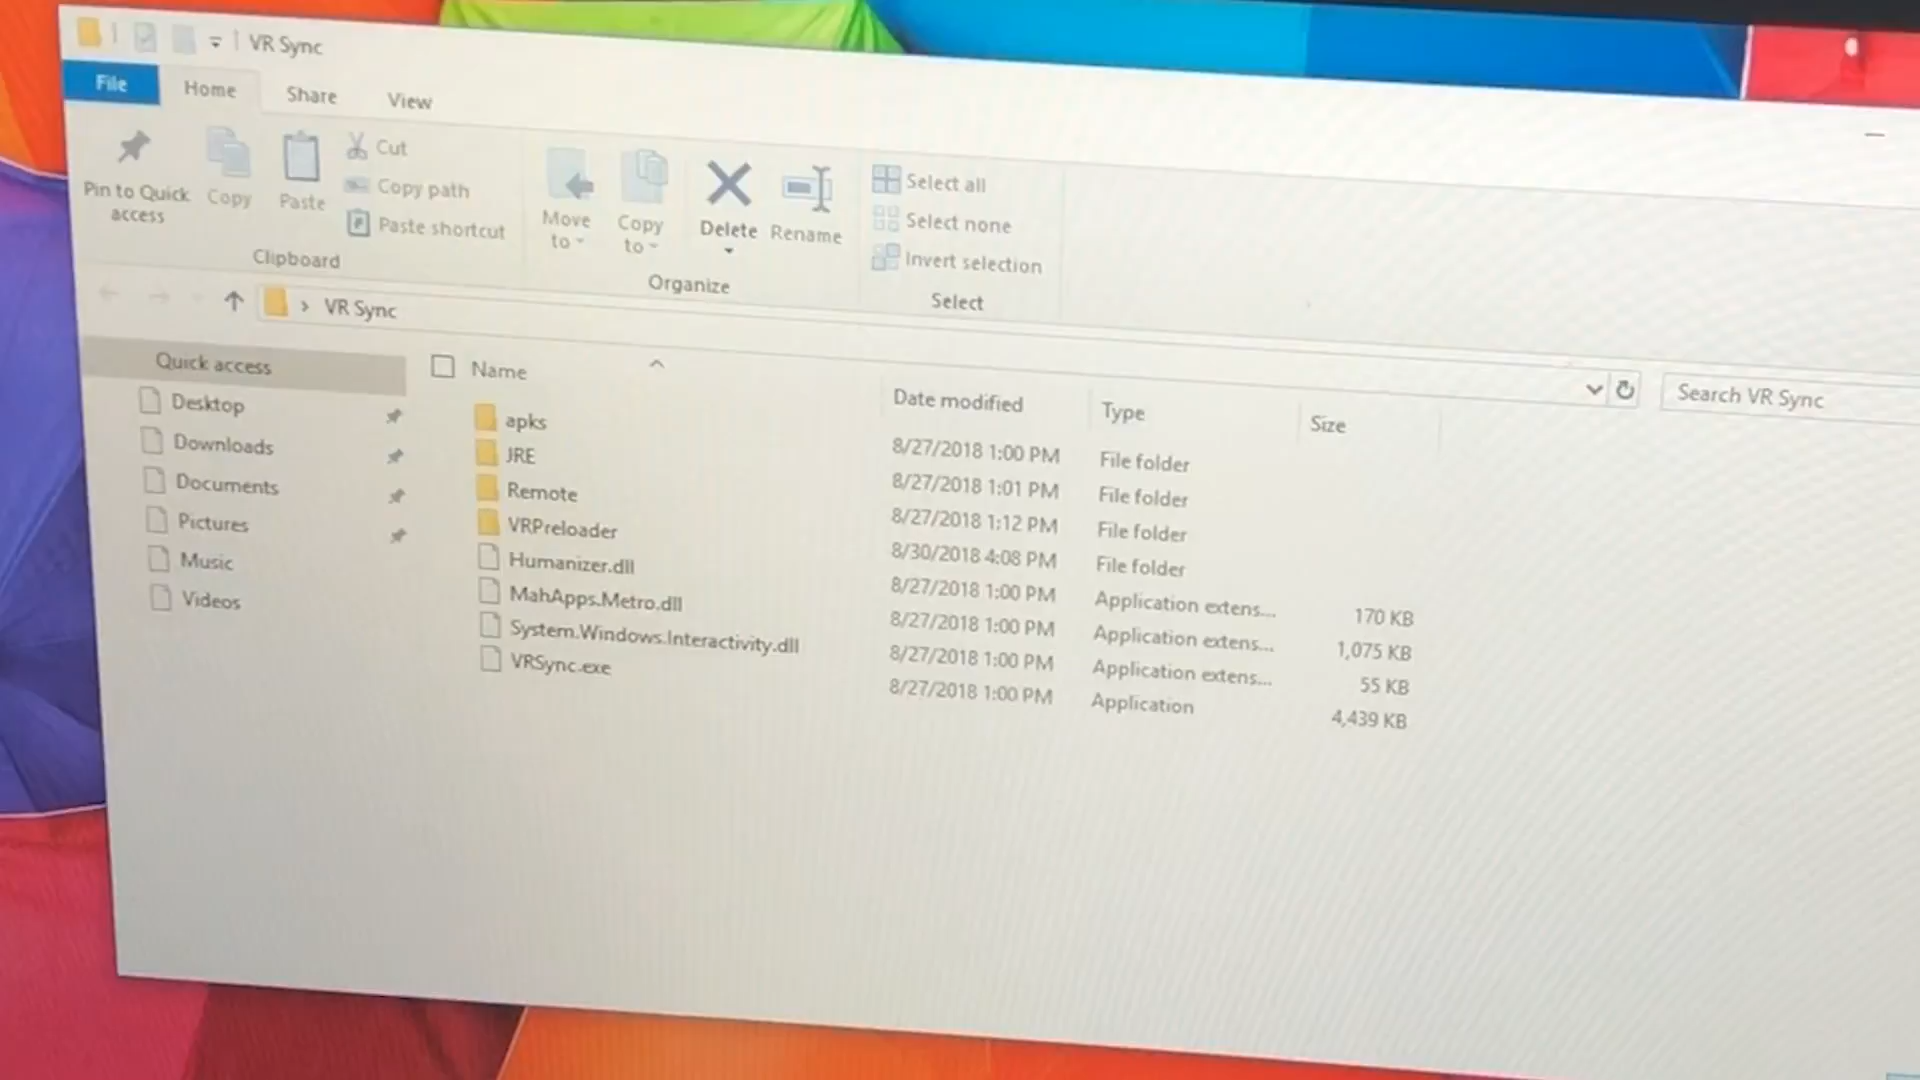 VR Sync
File Home Share View
Pin to Quick access
Copy
Paste
Cut
Copy path
Paste shortcut
Clipboard
Move to
Copy to
Delete
Rename
Organize
Select all
Select none
Invert selection
Select
VR Sync
Search VR Sync
Quick access
Desktop
Downloads
Documents
Pictures
Music
Videos
Name Date modified Type Size
apks 8/27/2018 1:00 PM File folder
JRE 8/27/2018 1:01 PM File folder
Remote 8/27/2018 1:12 PM File folder
VRPreloader 8/30/2018 4:08 PM File folder
Humanizer.dll 8/27/2018 1:00 PM Application extens... 170 KB
MahApps.Metro.dll 8/27/2018 1:00 PM Application extens... 1,075 KB
System.Windows.Interactivity.dll 8/27/2018 1:00 PM Application extens... 55 KB
VRSync.exe 8/27/2018 1:00 PM Application 4,439 KB